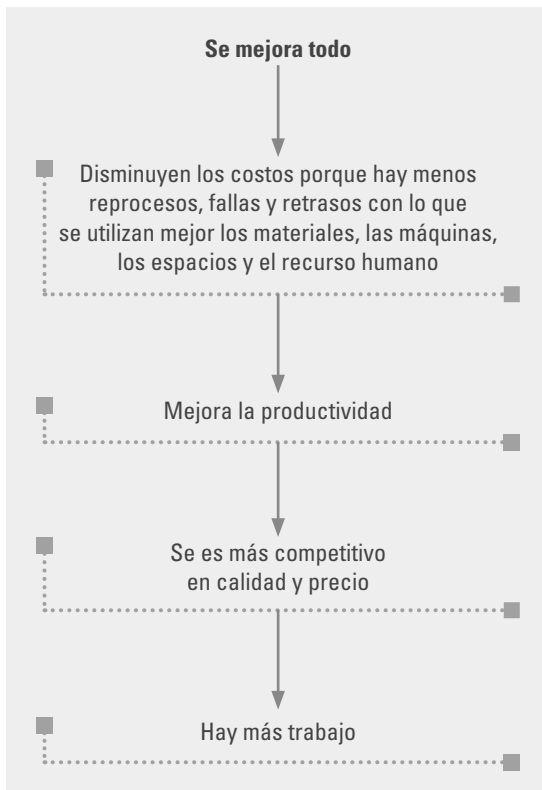 Se mejora todo
Disminuyen los costos porque hay menos
reprocesos, fallas y retrasos con lo que
se utilizan mejor los materiales, las máquinas,
los espacios y el recurso humano
Mejora la productividad
Se es más competitivo
en calidad y precio
Hay más trabajo